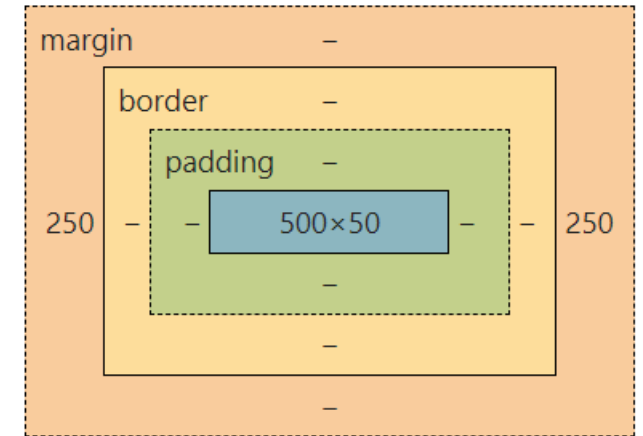 margin –
border –
padding –
250 – – 500×50 – – 250
–
–
–